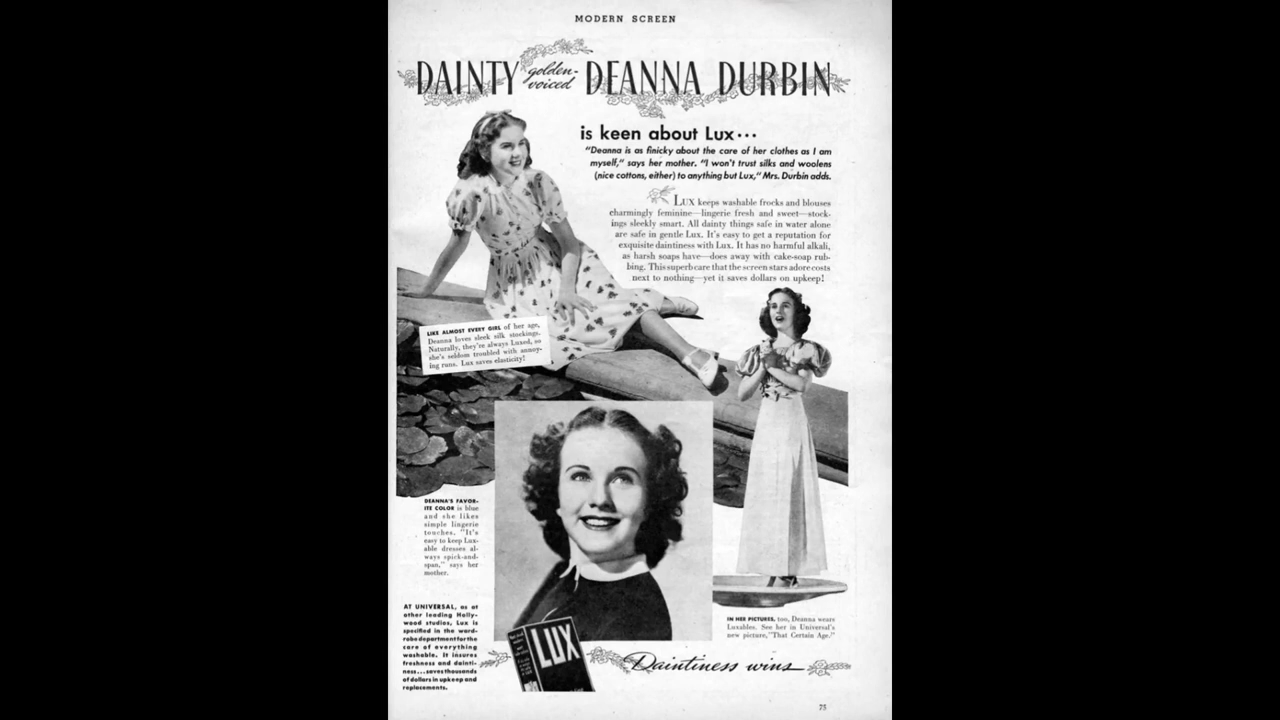 MODERN SCREEN
DAINTY golden-voiced DEANNA DURBIN
is keen about Lux...
"Deanna is as finicky about the care of her clothes as I am
myself," says her mother. "I won't trust silks and woolens
(nice cottons, either) to anything but Lux," Mrs. Durbin adds.
LUX keeps washable frocks and blouses
charmingly feminine—lingerie fresh and sweet—stock-
ings sleekly smart. All dainty things safe in water alone
are safe in gentle Lux. It's easy to get a reputation for
exquisite daintiness with Lux. It has no harmful alkali,
as harsh soaps have—does away with cake-soap rub-
bing. This superb care that the screen stars adore costs
next to nothing—yet it saves dollars on upkeep!
LIKE ALMOST EVERY GIRL of her age,
Deanna loves sleek silk stockings.
Naturally, they're always Luxed, so
she's seldom troubled with annoy-
ing runs. Lux saves elasticity!
DEANNA'S FAVOR-
ITE COLOR is blue
and she likes
simple lingerie
touches. "It's
easy to keep Lux-
able dresses al-
ways spick-and-
span," says her
mother.
AT UNIVERSAL, as at
other leading Holly-
wood studios, Lux is
specified in the ward-
robe department for the
care of everything
washable. It insures
freshness and dainti-
ness...saves thousands
of dollars in upkeep and
replacements.
LUX
IN HER PICTURES, too, Deanna wears
Luxables. See her in Universal's
new picture, "That Certain Age."
Daintiness wins
75